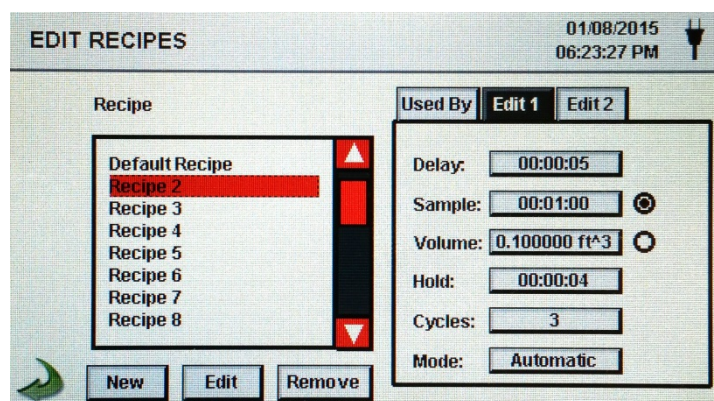 EDIT RECIPES
01/08/2015
06:23:27 PM
Recipe
Default Recipe
Recipe 2
Recipe 3
Recipe 4
Recipe 5
Recipe 6
Recipe 7
Recipe 8
New Edit Remove
Used By Edit 1 Edit 2
Delay: 00:00:05
Sample: 00:01:00
Volume: 0.100000 ft^3
Hold: 00:00:04
Cycles: 3
Mode: Automatic